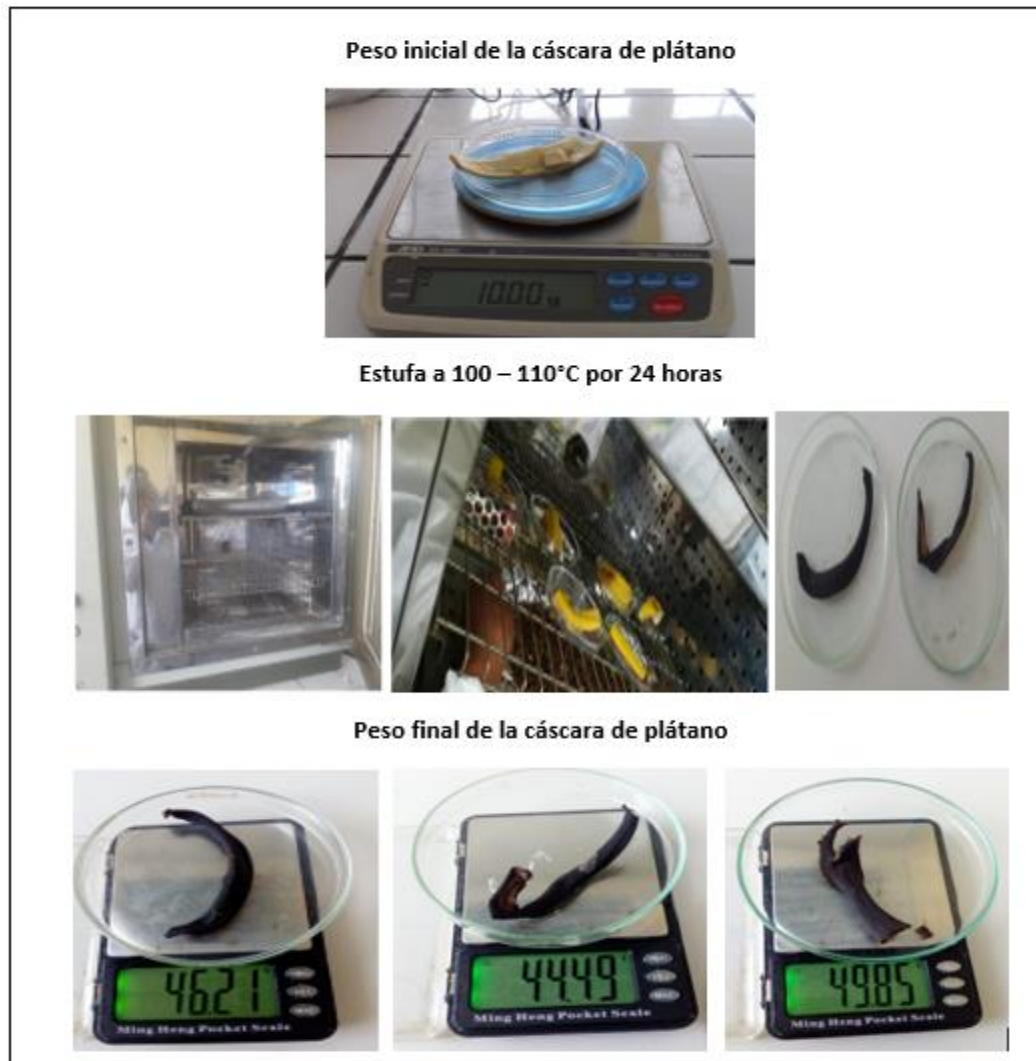 Peso inicial de la cáscara de plátano
AND
10.00
Estufa a 100 – 110°C por 24 horas
Peso final de la cáscara de plátano
46.21
Ming Heng Pocket Scale
44.49
Ming Heng Pocket Scale
49.85
Ming Heng Pocket Scale